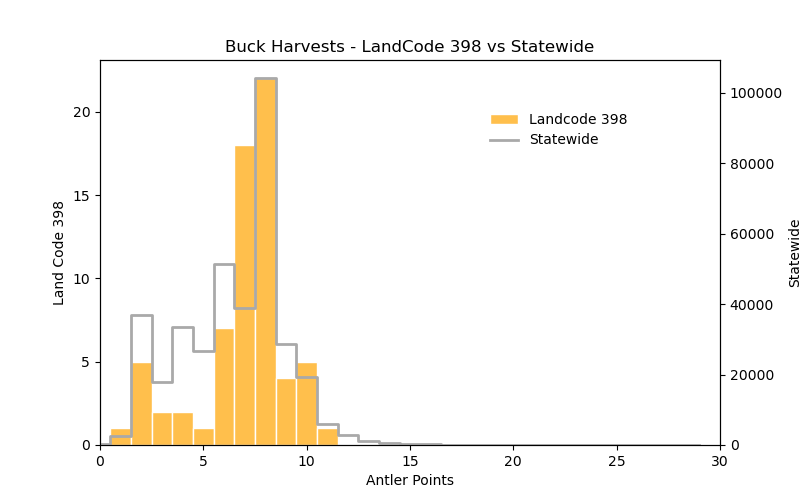 Buck Harvests - LandCode 398 vs Statewide
Land Code 398
20
15
10
5
0
Landcode 398
Statewide
100000
80000
60000
40000
20000
0
Statewide
0 5 10 15 20 25 30
Antler Points